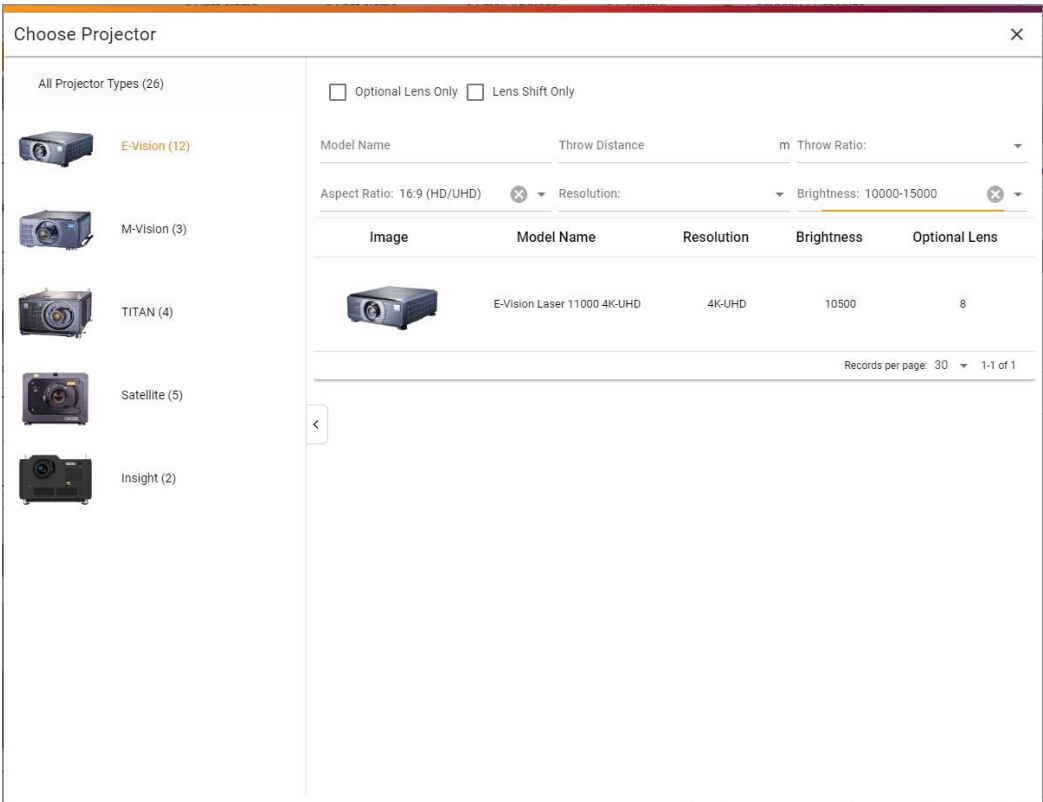 Choose Projector
All Projector Types (26)
E-Vision (12)
M-Vision (3)
TITAN (4)
Satellite (5)
Insight (2)
Optional Lens Only Lens Shift Only
Model Name Throw Distance m Throw Ratio:
Aspect Ratio: 16:9 (HD/UHD) Resolution: Brightness: 10000-15000
Image Model Name Resolution Brightness Optional Lens
E-Vision Laser 11000 4K-UHD 4K-UHD 10500 8
Records per page: 30 1-1 of 1